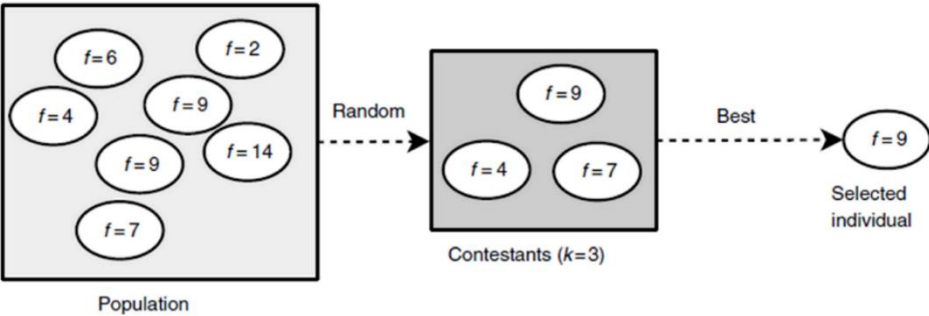 f=6
f=2
f=4
f=9
f=9
f=14
f=7
Population
Random
f=9
f=4
f=7
Contestants (k=3)
Best
f=9
Selected
individual